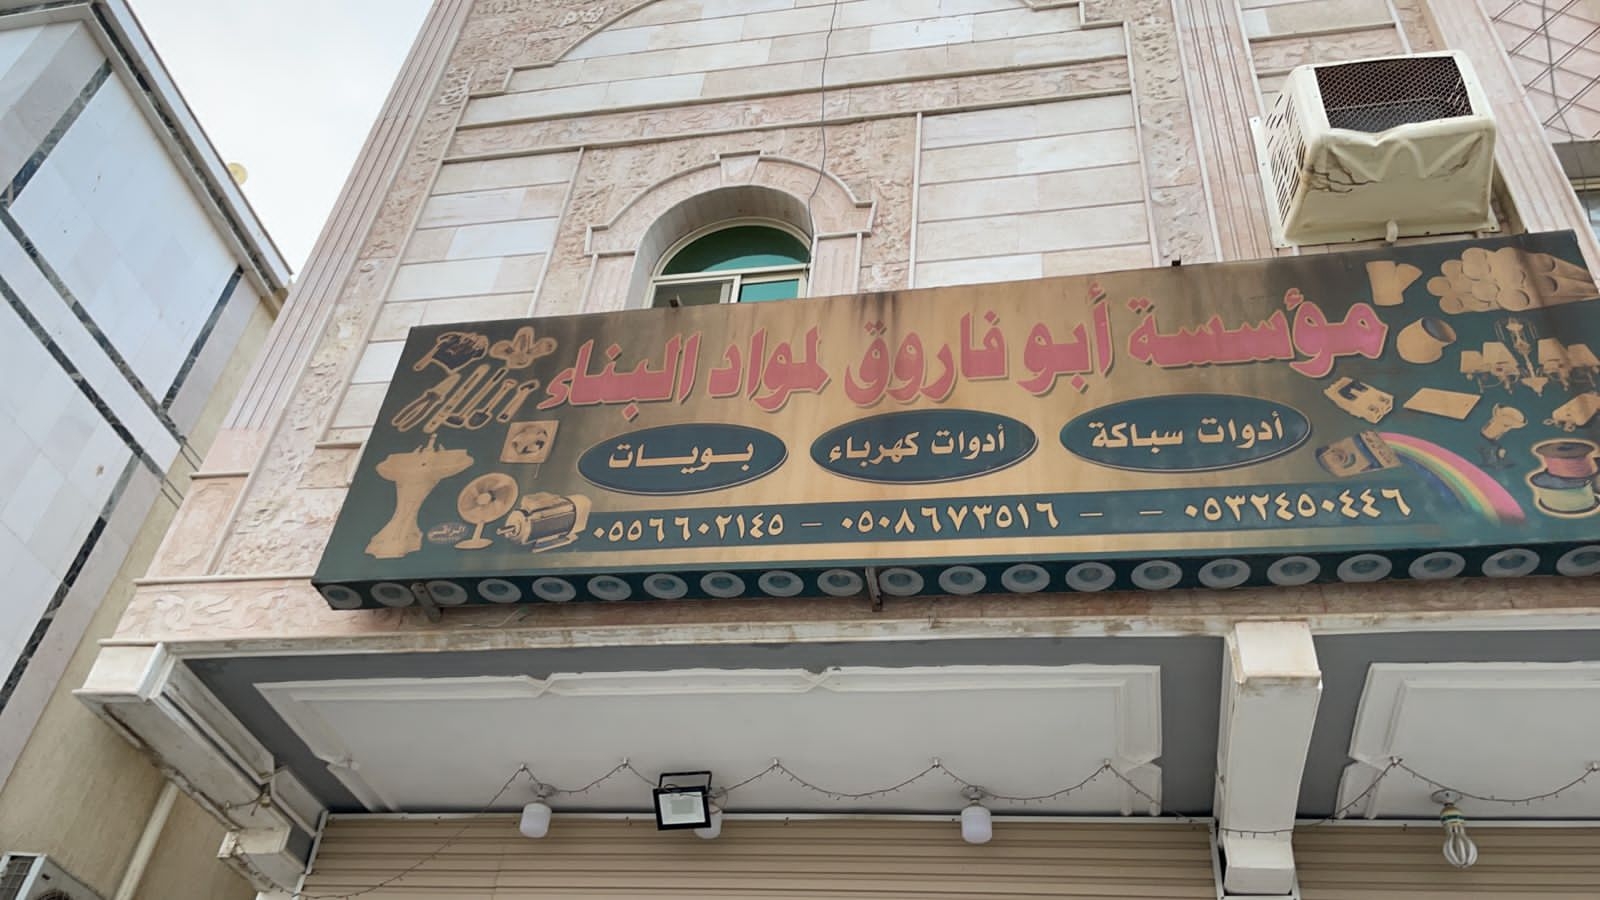 مؤسسة أبو فاروق لمواد البناء
أدوات سباكة أدوات كهرباء بويات
٠٥٣٢٤٥٠٤٤٦ - - ٠٥٠٨٦٧٣٥١٦ - ٠٥٥٦٦٠٢١٤٥